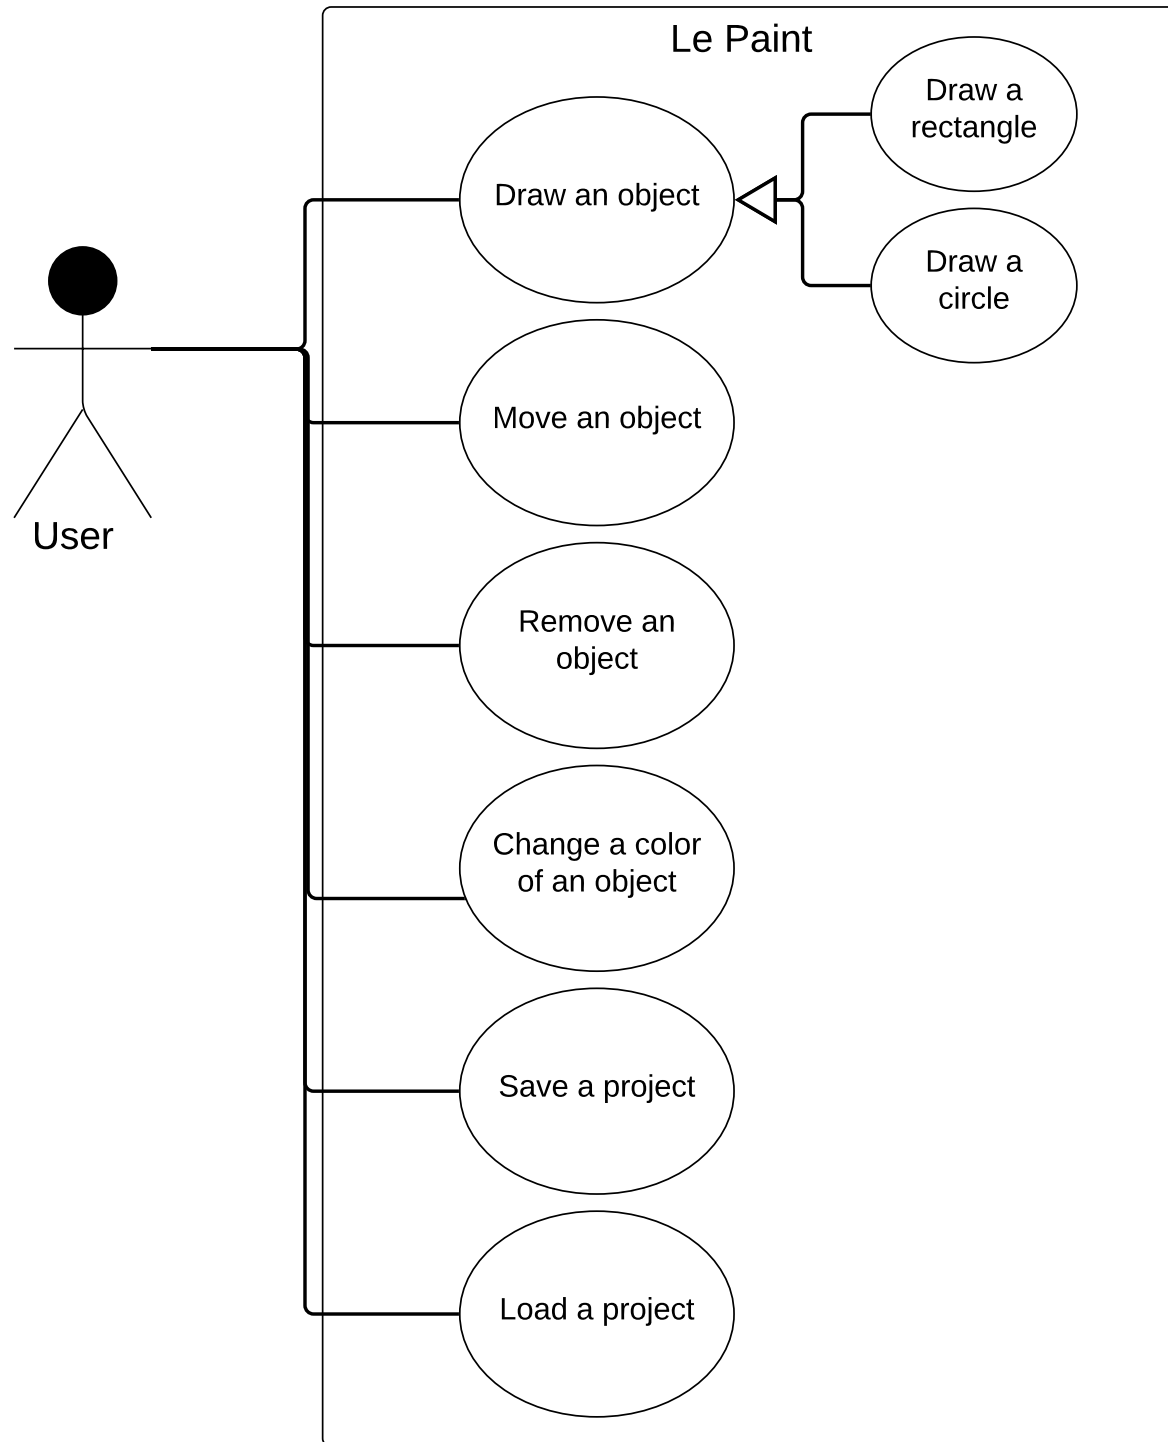 Le Paint
Draw a
rectangle
Draw an object
Draw a
circle
Move an object
User
Remove an
object
Change a color
of an object
Save a project
Load a project